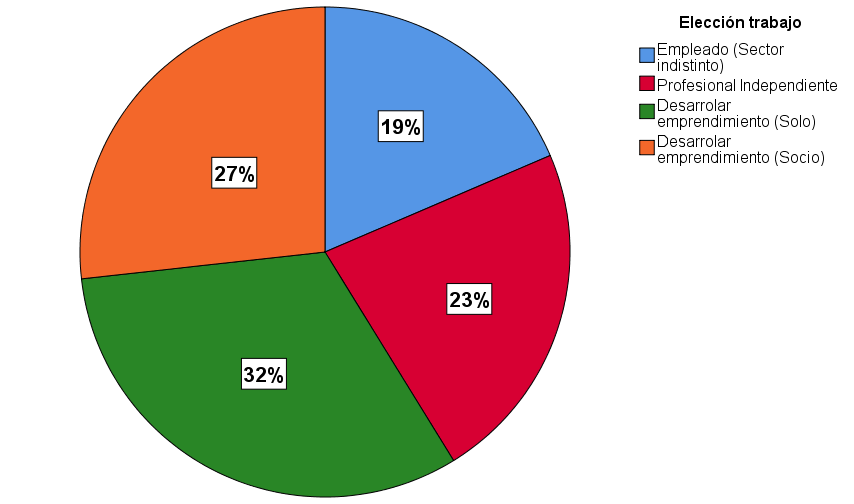 Elección trabajo
Empleado (Sector
indistinto)
Profesional Independiente
Desarrolar
emprendimiento (Solo)
Desarrolar
emprendimiento (Socio)
19%
27%
23%
32%